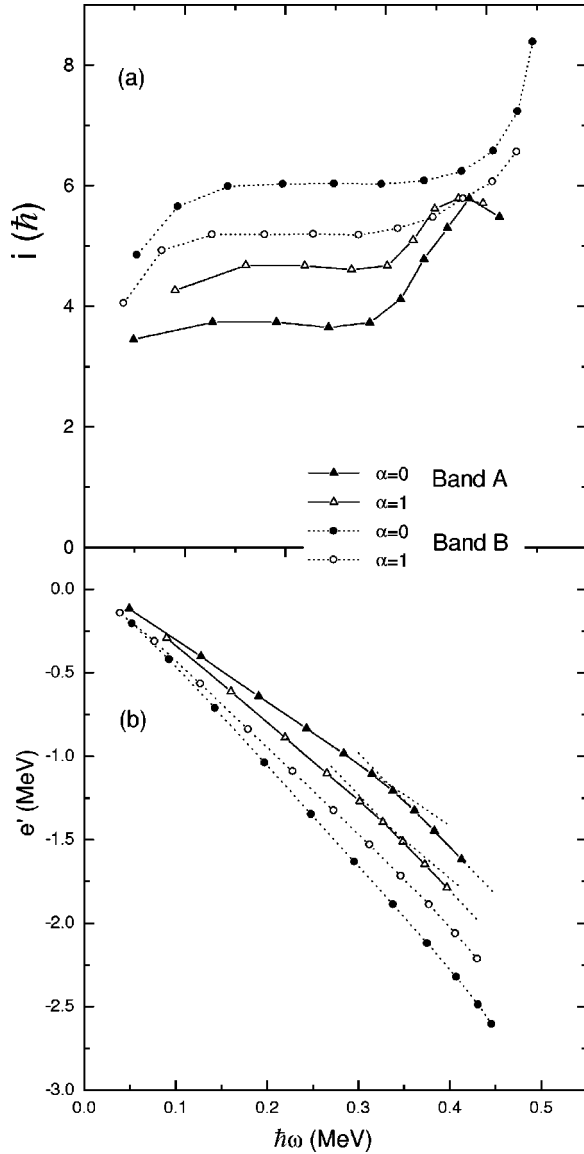 (a)
8
6
4
2
0
i (ħ)
α=0 Band A
α=1
α=0 Band B
α=1
0.0
-0.5
-1.0
-1.5
-2.0
-2.5
-3.0
(b)
e' (MeV)
0.0 0.1 0.2 0.3 0.4 0.5
ħω (MeV)